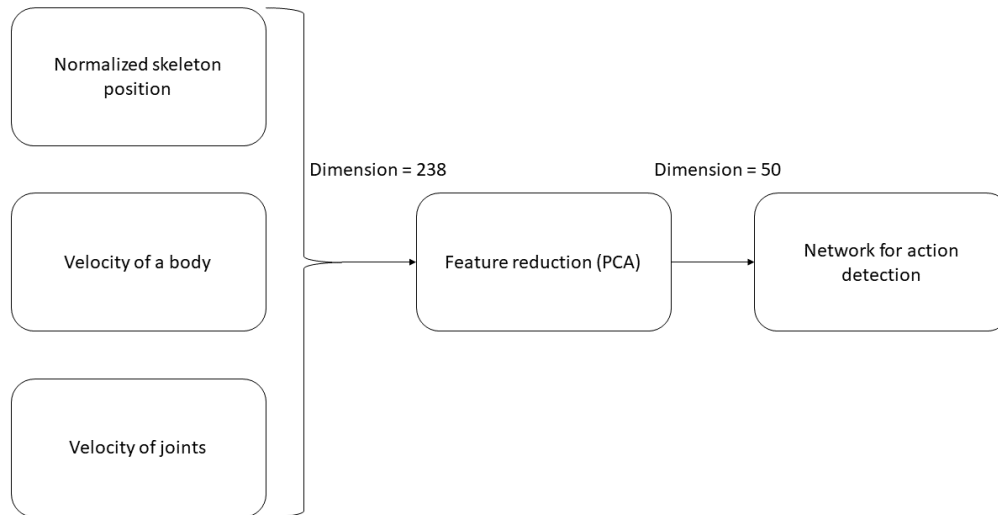 Normalized skeleton
position
Dimension = 238
Dimension = 50
Velocity of a body
Feature reduction (PCA)
Network for action
detection
Velocity of joints